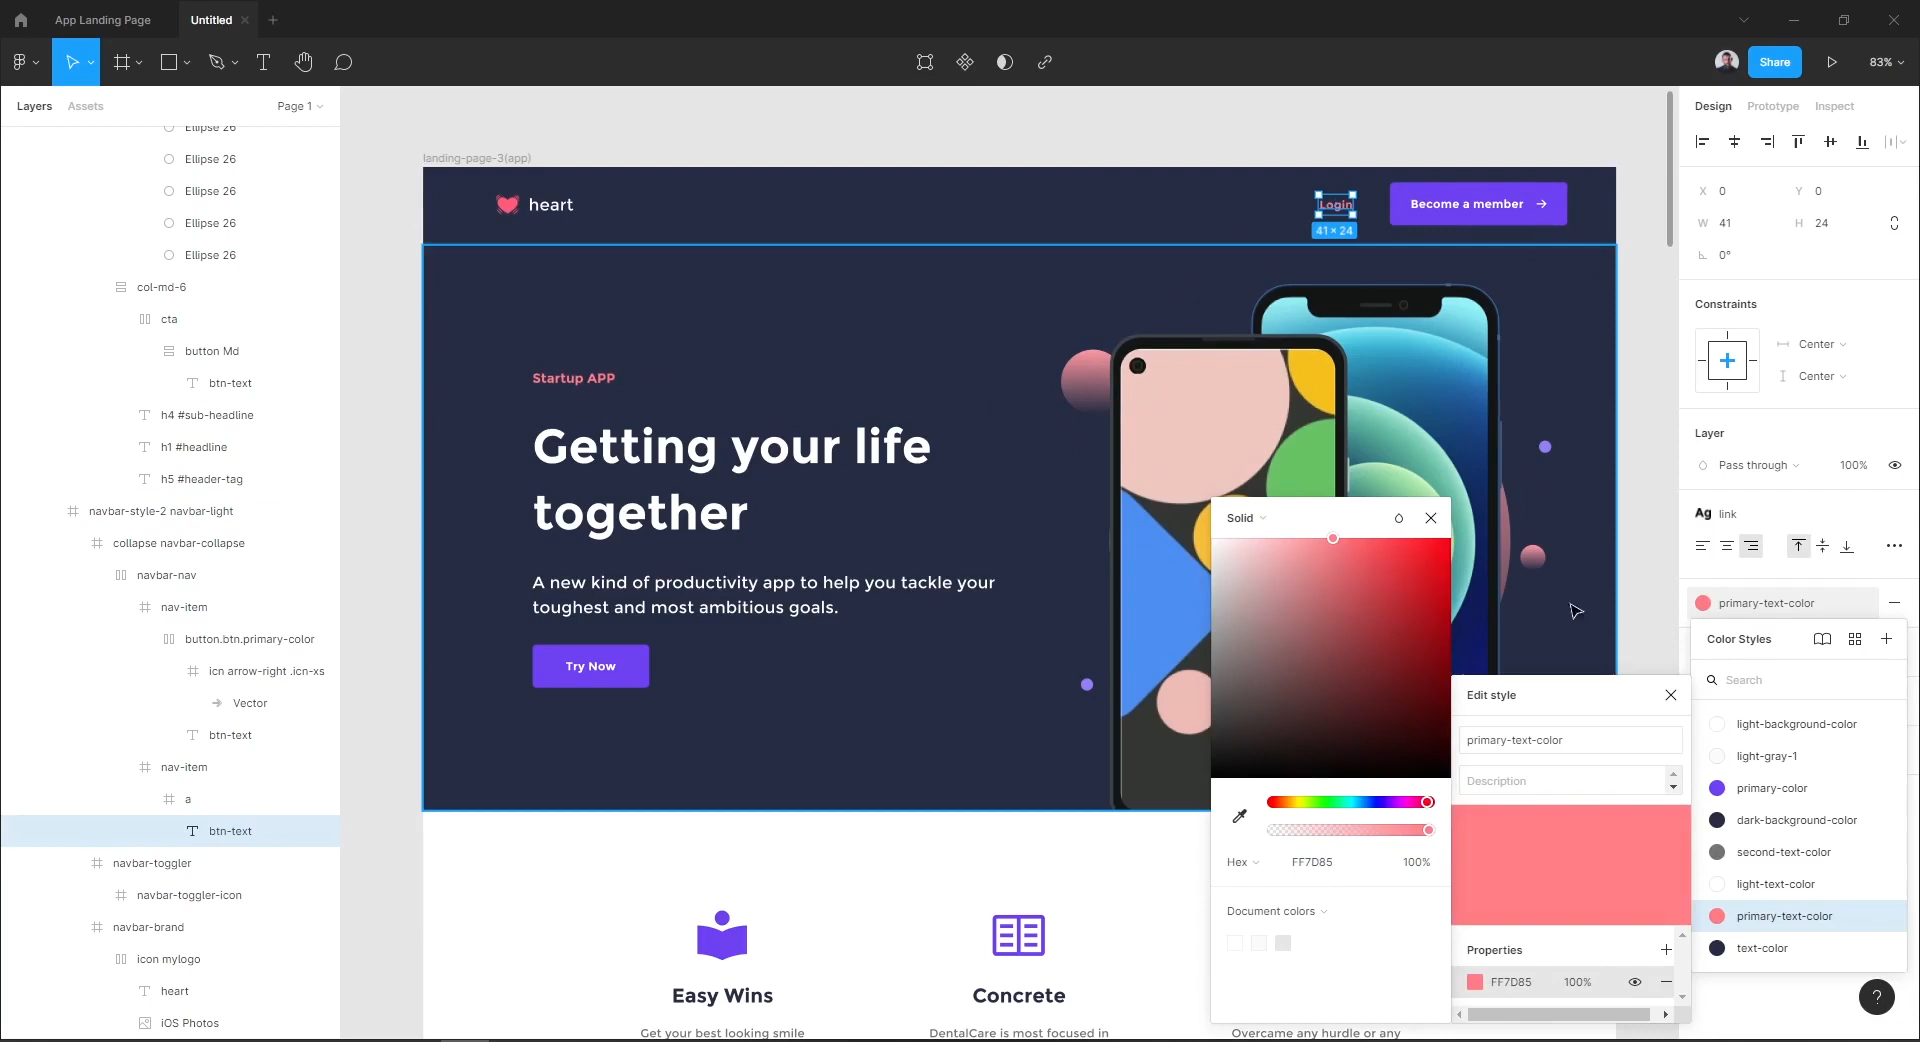 App Landing Page
Untitled
Share
83%
Layers
Assets
Page 1
Ellipse 26
Ellipse 26
Ellipse 26
Ellipse 26
Ellipse 26
col-md-6
cta
button Md
btn-text
h4 #sub-headline
h1 #headline
h5 #header-tag
navbar-style-2 navbar-light
collapse navbar-collapse
navbar-nav
nav-item
button.btn.primary-color
icn arrow-right .icn-xs
Vector
btn-text
nav-item
a
btn-text
navbar-toggler
navbar-toggler-icon
navbar-brand
icon mylogo
heart
iOS Photos
landing-page-3(app)
heart
Login
41 × 24
Become a member
Startup APP
Getting your life
together
A new kind of productivity app to help you tackle your
toughest and most ambitious goals.
Try Now
Easy Wins
Get your best looking smile
Concrete
DentalCare is most focused in
Overcame any hurdle or any
Solid
Hex
FF7D85
100%
Document colors
Edit style
primary-text-color
Description
Properties
FF7D85
100%
Design
Prototype
Inspect
X 0
Y 0
W 41
H 24
0°
Constraints
Center
Center
Layer
Pass through
100%
Ag link
primary-text-color
Color Styles
Search
light-background-color
light-gray-1
primary-color
dark-background-color
second-text-color
light-text-color
primary-text-color
text-color
?